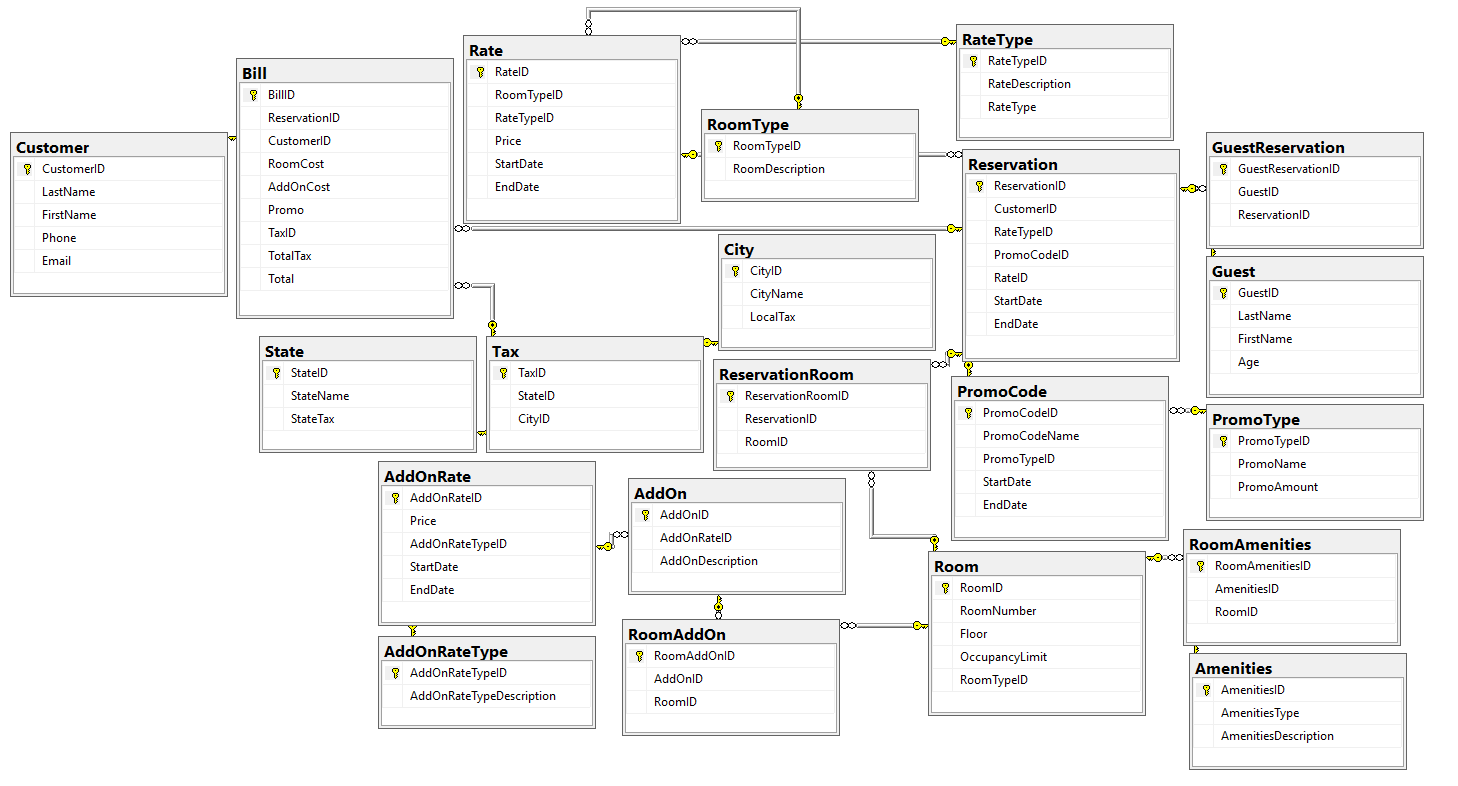 Customer
CustomerID
LastName
FirstName
Phone
Email
Bill
BillID
ReservationID
CustomerID
RoomCost
AddOnCost
Promo
TaxID
TotalTax
Total
Rate
RateID
RoomTypeID
RateTypeID
Price
StartDate
EndDate
RoomType
RoomTypeID
RoomDescription
RateType
RateTypeID
RateDescription
RateType
Reservation
ReservationID
CustomerID
RateTypeID
PromoCodeID
RateID
StartDate
EndDate
GuestReservation
GuestReservationID
GuestID
ReservationID
Guest
GuestID
LastName
FirstName
Age
City
CityID
CityName
LocalTax
State
StateID
StateName
StateTax
Tax
TaxID
StateID
CityID
ReservationRoom
ReservationRoomID
ReservationID
RoomID
PromoCode
PromoCodeID
PromoCodeName
PromoTypeID
StartDate
EndDate
PromoType
PromoTypeID
PromoName
PromoAmount
AddOnRate
AddOnRateID
Price
AddOnRateTypeID
StartDate
EndDate
AddOn
AddOnID
AddOnRateID
AddOnDescription
AddOnRateType
AddOnRateTypeID
AddOnRateTypeDescription
RoomAddOn
RoomAddOnID
AddOnID
RoomID
Room
RoomID
RoomNumber
Floor
OccupancyLimit
RoomTypeID
RoomAmenities
RoomAmenitiesID
AmenitiesID
RoomID
Amenities
AmenitiesID
AmenitiesType
AmenitiesDescription